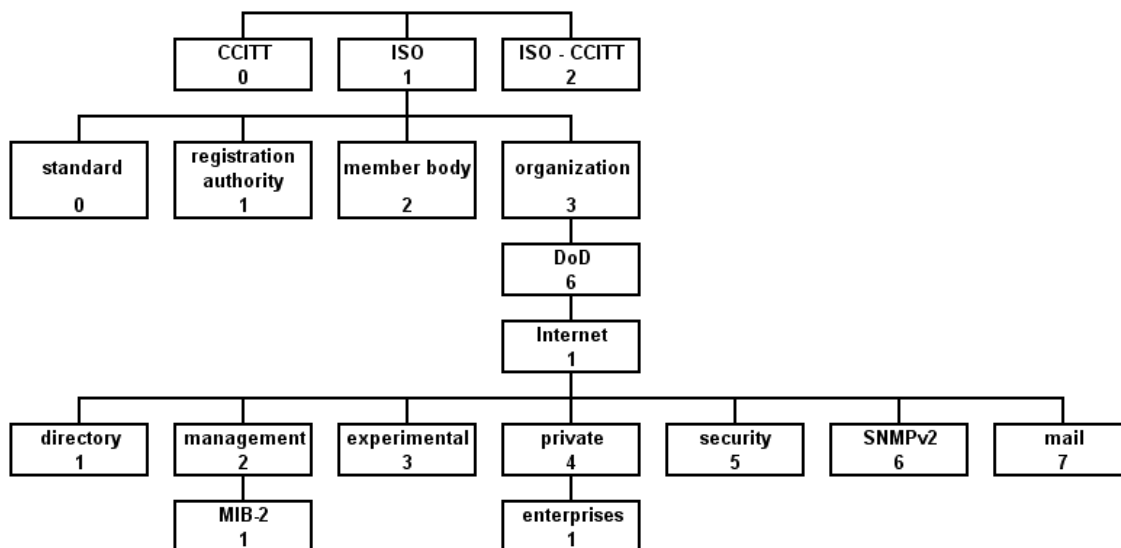 CCITT
0
ISO
1
ISO - CCITT
2
standard
0
registration
authority
1
member body
2
organization
3
DoD
6
Internet
1
directory
1
management
2
experimental
3
private
4
security
5
SNMPv2
6
mail
7
MIB-2
1
enterprises
1